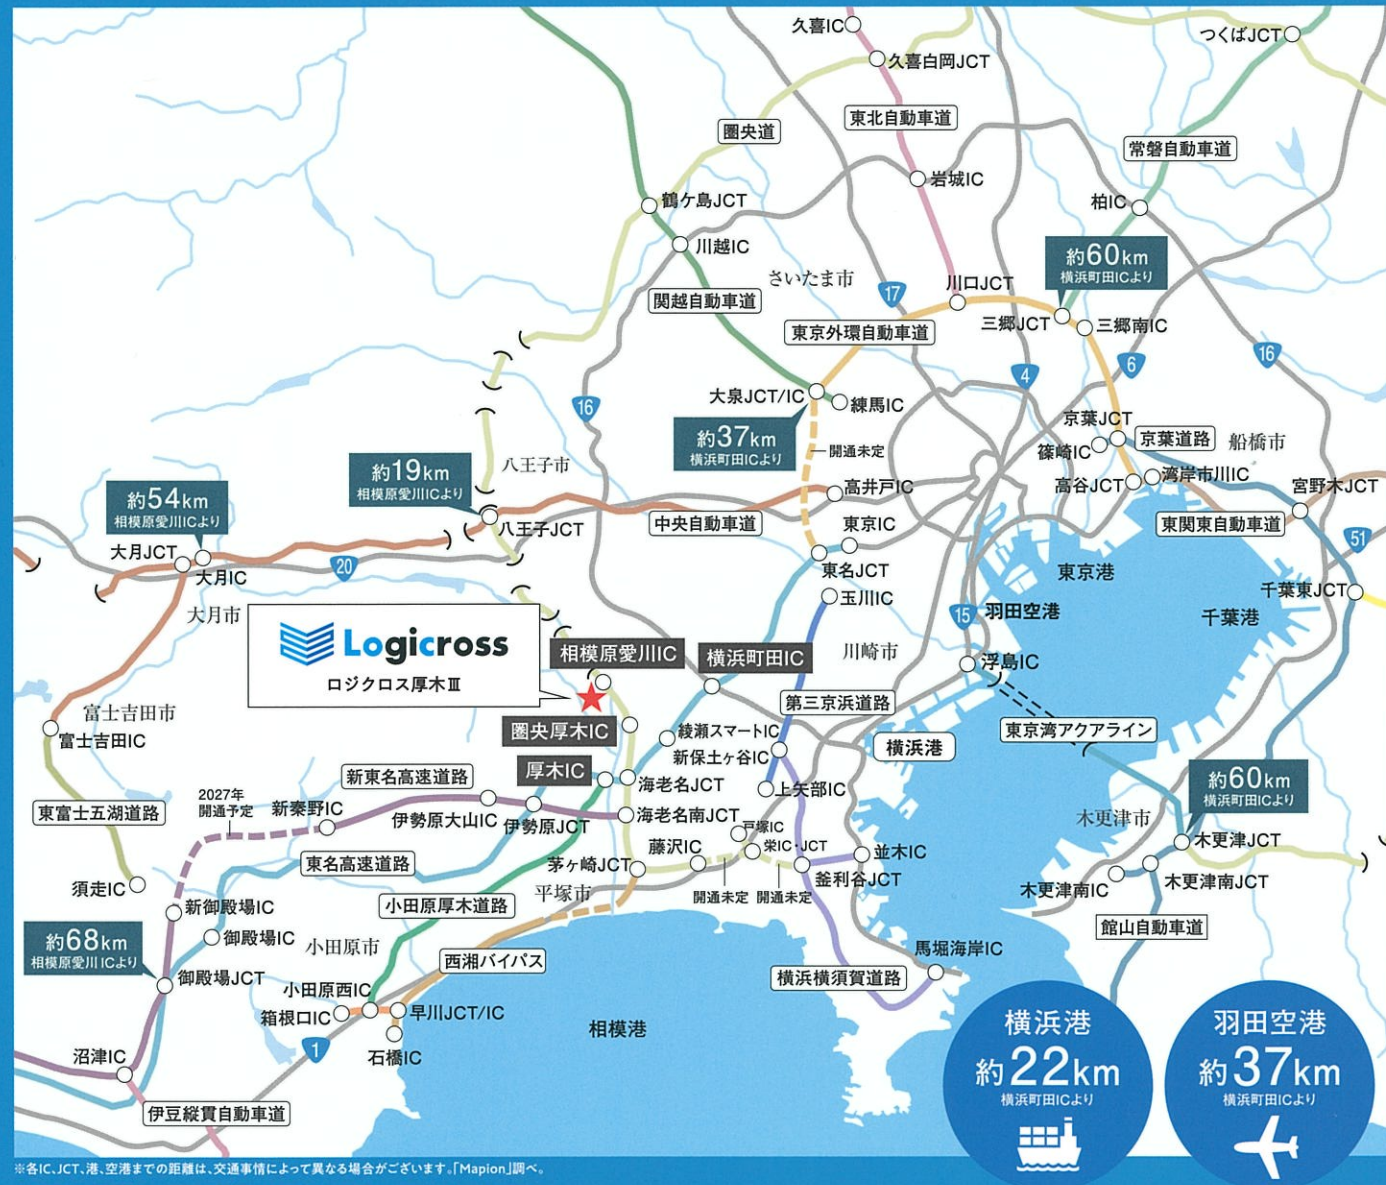 久喜IC
久喜白岡JCT
つくばJCT
圏央道
東北自動車道
常磐自動車道
岩城IC
柏IC
鶴ケ島JCT
川越IC
約60km
横浜町田ICより
さいたま市
川口JCT
関越自動車道
17
東京外環自動車道
三郷JCT
三郷南IC
4
6
16
16
大泉JCT/IC
練馬IC
約37km
横浜町田ICより
開通未定
京葉JCT
京葉道路
船橋市
篠崎IC
高谷JCT
湾岸市川IC
宮野木JCT
八王子市
約19km
相模原愛川ICより
約54km
相模原愛川ICより
高井戸IC
中央自動車道
東京IC
東関東自動車道
八王子JCT
大月JCT
大月IC
20
51
東名JCT
東京港
千葉東JCT
玉川IC
大月市
15
羽田空港
千葉港
Logicross
ロジクロス厚木Ⅲ
相模原愛川IC
横浜町田IC
川崎市
浮島IC
富士吉田市
富士吉田IC
圏央厚木IC
第三京浜道路
東京湾アクアライン
綾瀬スマートIC
新保土ヶ谷IC
横浜港
厚木IC
海老名JCT
上矢部IC
約60km
横浜町田ICより
新東名高速道路
2027年
開通予定
新秦野IC
伊勢原大山IC
伊勢原JCT
海老名南JCT
東富士五湖道路
木更津市
木更津JCT
戸塚IC
栄IC・JCT
藤沢IC
並木IC
東名高速道路
茅ヶ崎JCT
釜利谷JCT
木更津南IC
木更津南JCT
須走IC
平塚市
開通未定
開通未定
小田原厚木道路
新御殿場IC
館山自動車道
約68km
相模原愛川ICより
御殿場IC
小田原市
西湘バイパス
馬堀海岸IC
御殿場JCT
横浜横須賀道路
小田原西IC
箱根口IC
早川JCT/IC
相模港
石橋IC
1
沼津IC
伊豆縦貫自動車道
横浜港
約22km
横浜町田ICより
羽田空港
約37km
横浜町田ICより
※各IC、JCT、港、空港までの距離は、交通事情によって異なる場合がございます。「Mapion」調べ。